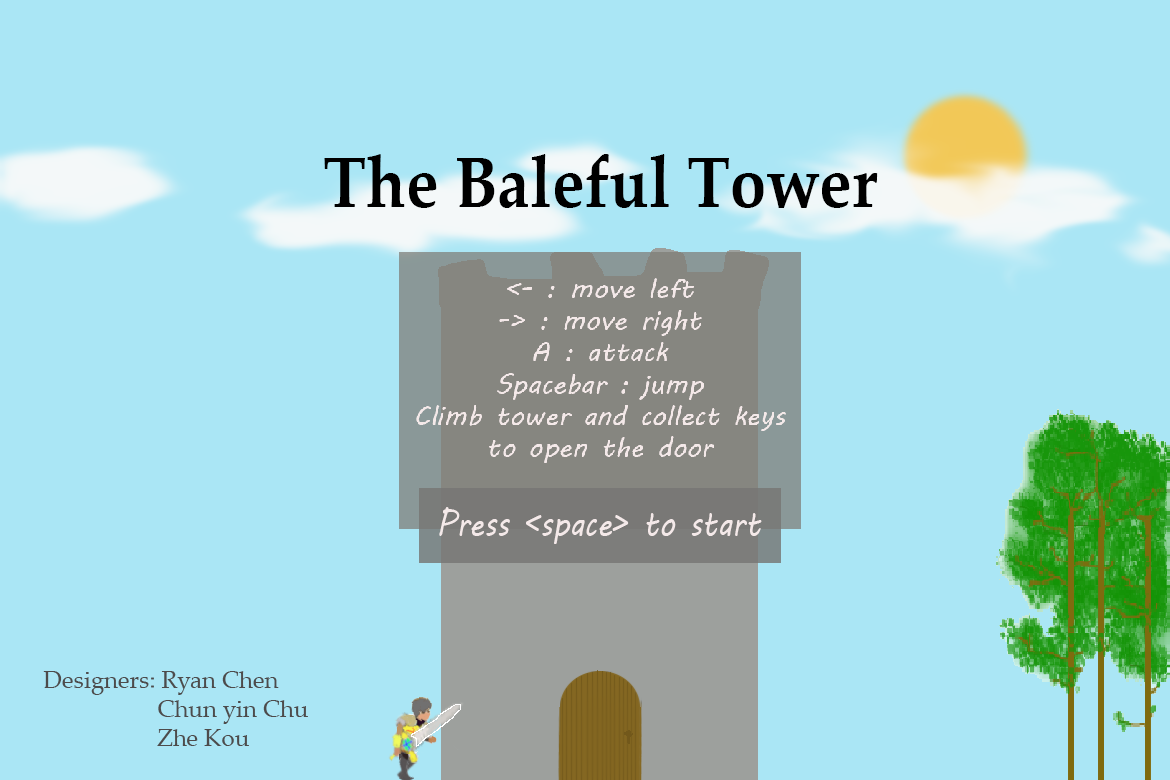 The Baleful Tower
<- : move left
-> : move right
A : attack
Spacebar : jump
Climb tower and collect keys
to open the door
Press <space> to start
Designers: Ryan Chen
Chun yin Chu
Zhe Kou